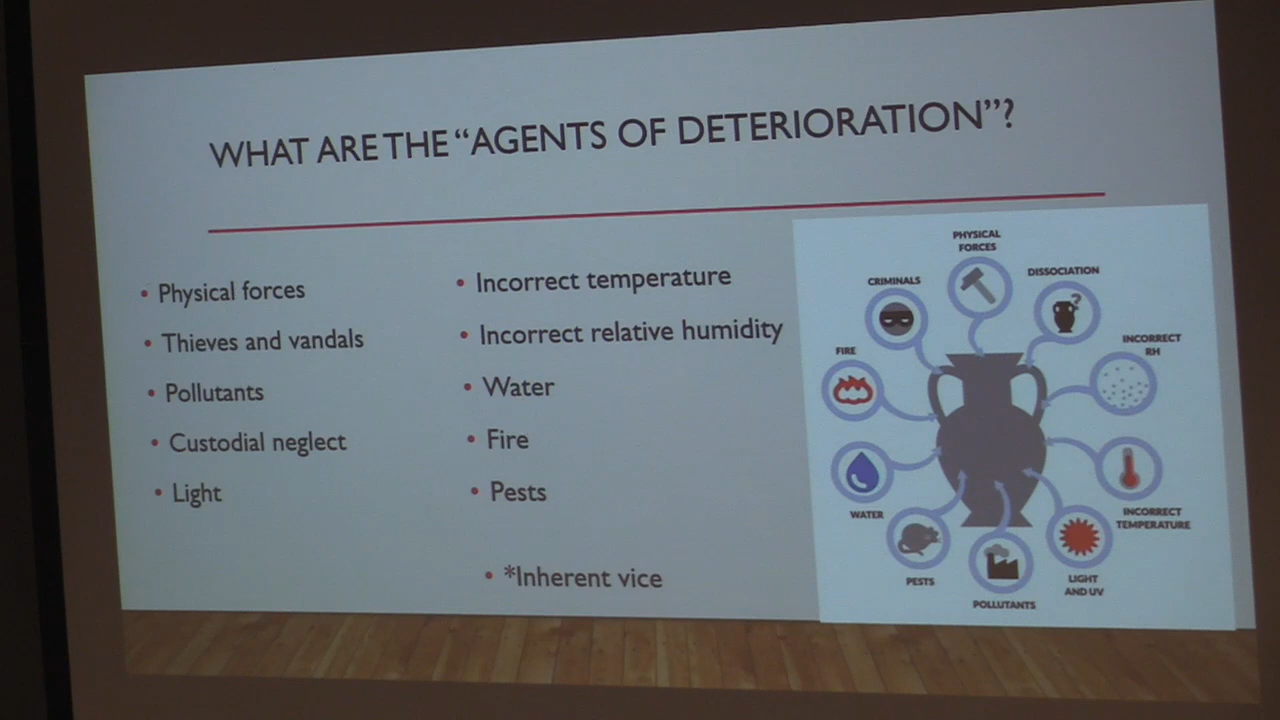 WHAT ARE THE “AGENTS OF DETERIORATION”?
• Physical forces
• Thieves and vandals
• Pollutants
• Custodial neglect
• Light
• Incorrect temperature
• Incorrect relative humidity
• Water
• Fire
• Pests
• *Inherent vice
PHYSICAL
FORCES
CRIMINALS
DISSOCIATION
FIRE
INCORRECT
RH
WATER
INCORRECT
TEMPERATURE
PESTS
LIGHT
AND UV
POLLUTANTS
?